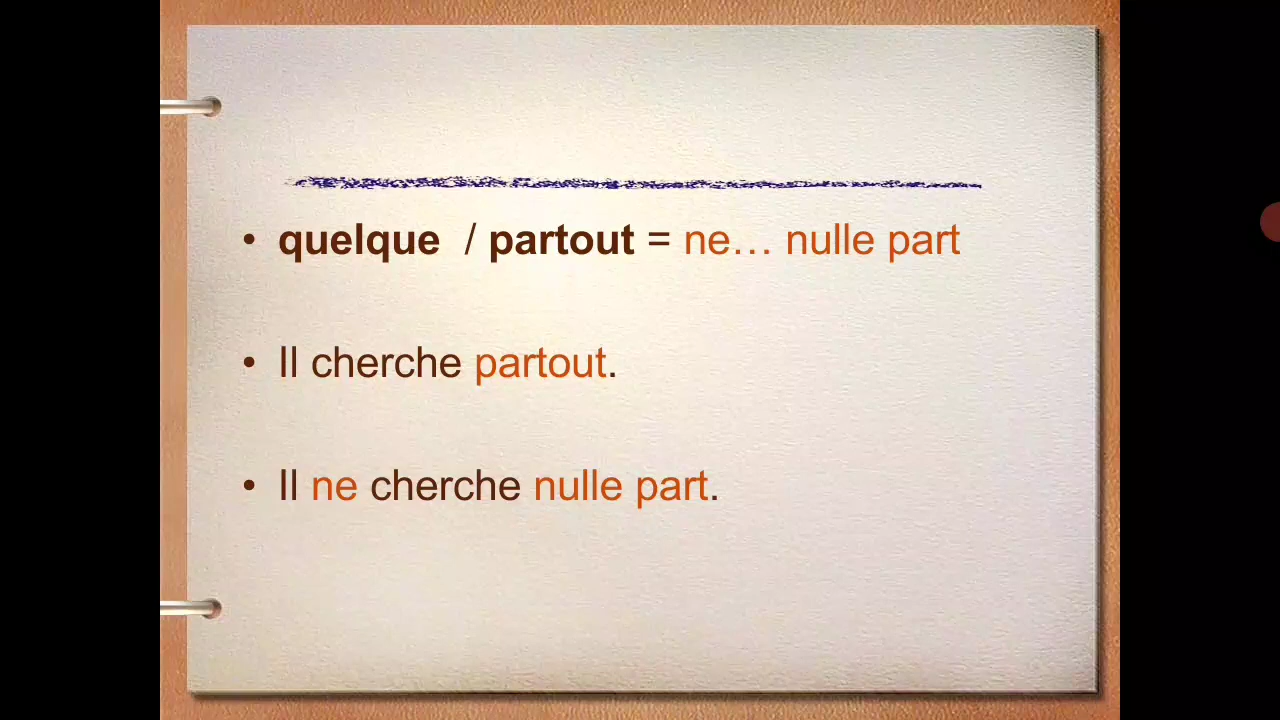 • quelque / partout = ne… nulle part
• Il cherche partout.
• Il ne cherche nulle part.